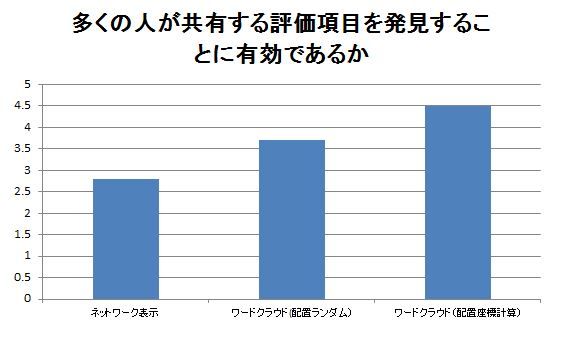 多くの人が共有する評価項目を発見するこ
とに有効であるか
5
4.5
4
3.5
3
2.5
2
1.5
1
0.5
0
ネットワーク表示
ワードクラウド(配置ランダム)
ワードクラウド(配置座標計算)